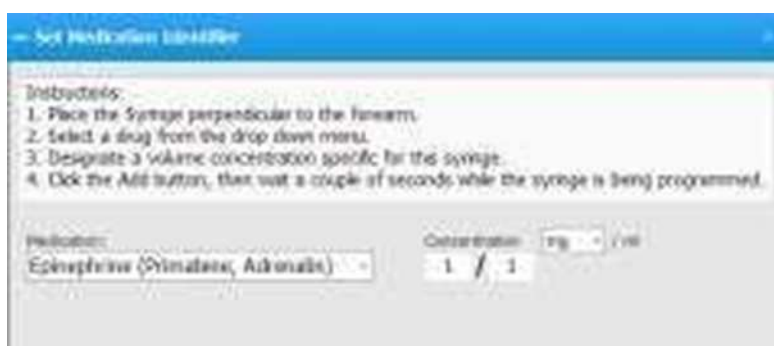 Set Medication Identifier
Instructions:
1. Place the Syringe perpendicular to the forearm.
2. Select a drug from the drop down menu.
3. Designate a volume concentration specific for this syringe.
4. Click the Add button, then wait a couple of seconds while the syringe is being programmed.
Medication: Concentration mg / ml
Epinephrine (Primatene, Adrenalin) 1 / 1